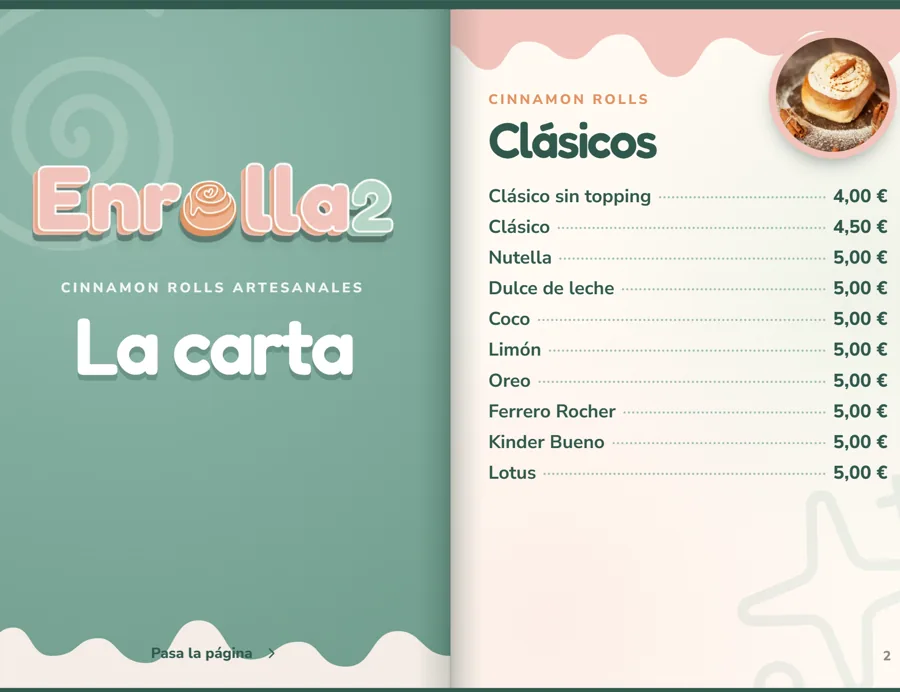 Enrolla2
CINNAMON ROLLS ARTESANALES
La carta
Pasa la página >
CINNAMON ROLLS
Clásicos
Clásico sin topping 4,00 €
Clásico 4,50 €
Nutella 5,00 €
Dulce de leche 5,00 €
Coco 5,00 €
Limón 5,00 €
Oreo 5,00 €
Ferrero Rocher 5,00 €
Kinder Bueno 5,00 €
Lotus 5,00 €
2